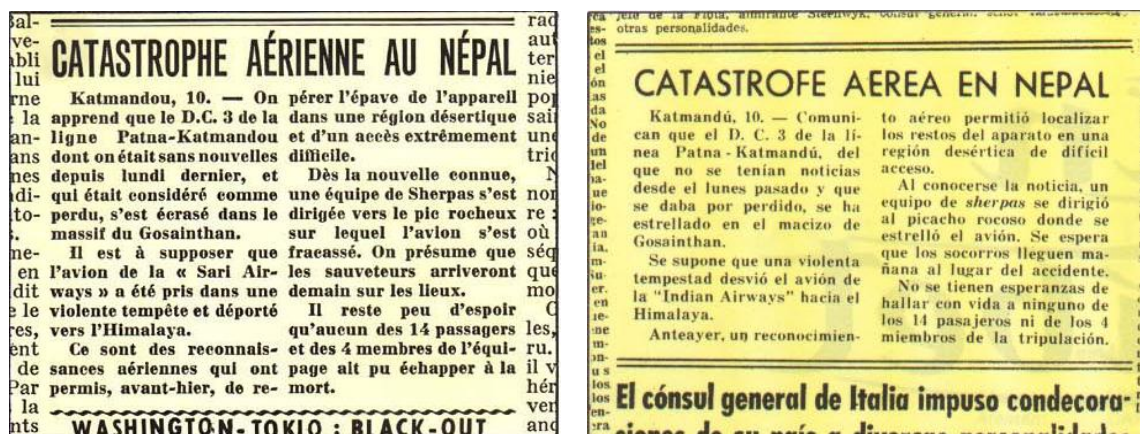 CATASTROPHE AÉRIENNE AU NÉPAL
Katmandou, 10. — On
apprend que le D.C. 3 de la
ligne Patna-Katmandou
dont on était sans nouvelles
depuis lundi dernier, et
qui était considéré comme
perdu, s'est écrasé dans le
massif du Gosainthan.
Il est à supposer que
l'avion de la « Sari Air-
ways » a été pris dans une
violente tempête et déporté
vers l'Himalaya.
Ce sont des reconnais-
sances aériennes qui ont
permis, avant-hier, de re-
pérer l'épave de l'appareil
dans une région désertique
et d'un accès extrêmement
difficile.
Dès la nouvelle connue,
une équipe de Sherpas s'est
dirigée vers le pic rocheux
sur lequel l'avion s'est
fracassé. On présume que
les sauveteurs arriveront
demain sur les lieux.
Il reste peu d'espoir
qu'aucun des 14 passagers
et des 4 membres de l'équi-
page ait pu échapper à la
mort.
WASHINGTON-TOKIO : BLACK-OUT
jefe de la Flota, almirante cónsul general, señor
otras personalidades.
CATASTROFE AEREA EN NEPAL
Katmandú, 10. — Comuni-
can que el D. C. 3 de la lí-
nea Patna - Katmandú, del
que no se tenían noticias
desde el lunes pasado y que
se daba por perdido, se ha
estrellado en el macizo de
Gosainthan.
Se supone que una violenta
tempestad desvió el avión de
la "Indian Airways" hacia el
Himalaya.
Anteayer, un reconocimien-
to aéreo permitió localizar
los restos del aparato en una
región desértica de difícil
acceso.
Al conocerse la noticia, un
equipo de sherpas se dirigió
al picacho rocoso donde se
estrelló el avión. Se espera
que los socorros lleguen ma-
ñana al lugar del accidente.
No se tienen esperanzas de
hallar con vida a ninguno de
los 14 pasajeros ni de los 4
miembros de la tripulación.
El cónsul general de Italia impuso condecora-
ciones de su país a diversas personalidades